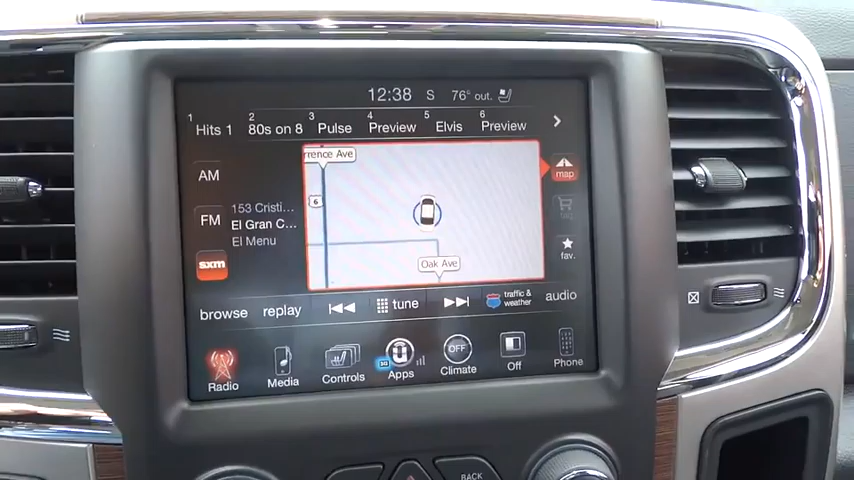 12:38 S 76° out.
1 Hits 1 2 80s on 8 3 Pulse 4 Preview 5 Elvis 6 Preview
rrence Ave
AM
map
6
FM
153 Cristi...
El Gran C...
El Menu
tag
sxm
fav.
Oak Ave
browse replay tune traffic & weather audio
Radio Media Controls Apps OFF Climate Off Phone
BACK